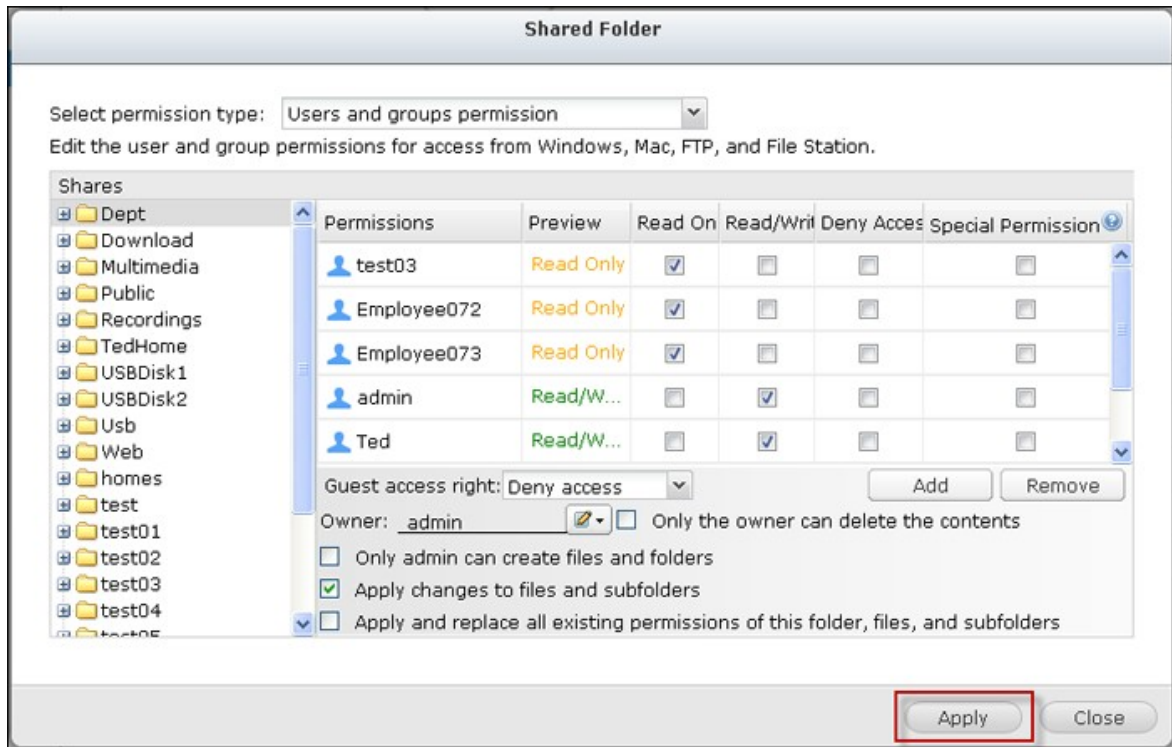 Shared Folder
Select permission type: Users and groups permission
Edit the user and group permissions for access from Windows, Mac, FTP, and File Station.
Shares
Dept
Download
Multimedia
Public
Recordings
TedHome
USBDisk1
USBDisk2
Usb
Web
homes
test
test01
test02
test03
test04
Permissions Preview Read On Read/Writ Deny Acces Special Permission
test03 Read Only
Employee072 Read Only
Employee073 Read Only
admin Read/W...
Ted Read/W...
Guest access right: Deny access Add Remove
Owner: admin Only the owner can delete the contents
Only admin can create files and folders
Apply changes to files and subfolders
Apply and replace all existing permissions of this folder, files, and subfolders
Apply Close